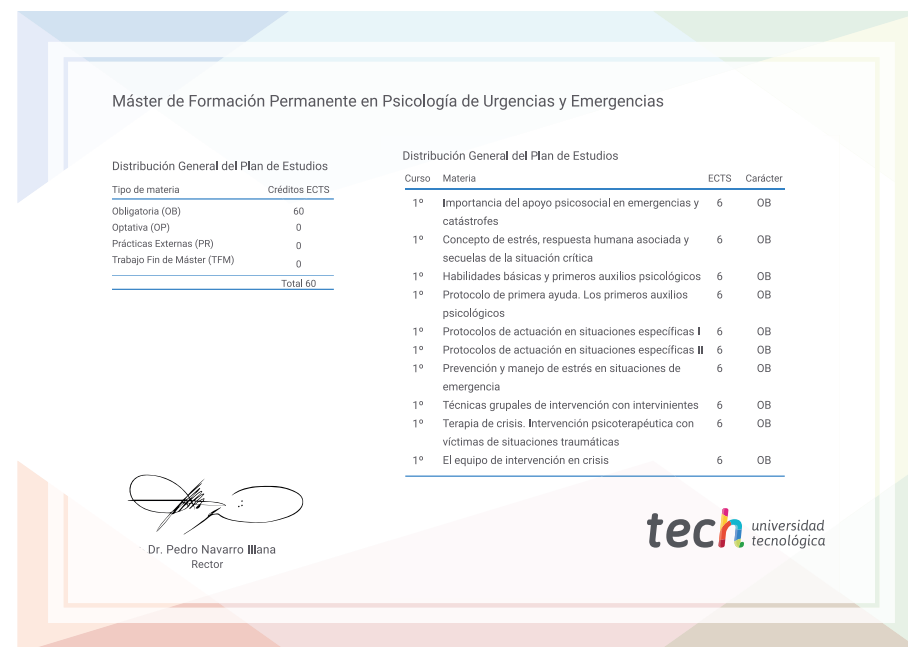 Máster de Formación Permanente en Psicología de Urgencias y Emergencias
Distribución General del Plan de Estudios
Tipo de materia Créditos ECTS
Obligatoria (OB) 60
Optativa (OP) 0
Prácticas Externas (PR) 0
Trabajo Fin de Máster (TFM) 0
Total 60
Distribución General del Plan de Estudios
Curso Materia ECTS Carácter
1º Importancia del apoyo psicosocial en emergencias y 6 OB
catástrofes
1º Concepto de estrés, respuesta humana asociada y 6 OB
secuelas de la situación crítica
1º Habilidades básicas y primeros auxilios psicológicos 6 OB
1º Protocolo de primera ayuda. Los primeros auxilios 6 OB
psicológicos
1º Protocolos de actuación en situaciones específicas I 6 OB
1º Protocolos de actuación en situaciones específicas II 6 OB
1º Prevención y manejo de estrés en situaciones de 6 OB
emergencia
1º Técnicas grupales de intervención con intervinientes 6 OB
1º Terapia de crisis. Intervención psicoterapéutica con 6 OB
víctimas de situaciones traumáticas
1º El equipo de intervención en crisis 6 OB
Dr. Pedro Navarro Illana
Rector
tech universidad
tecnológica